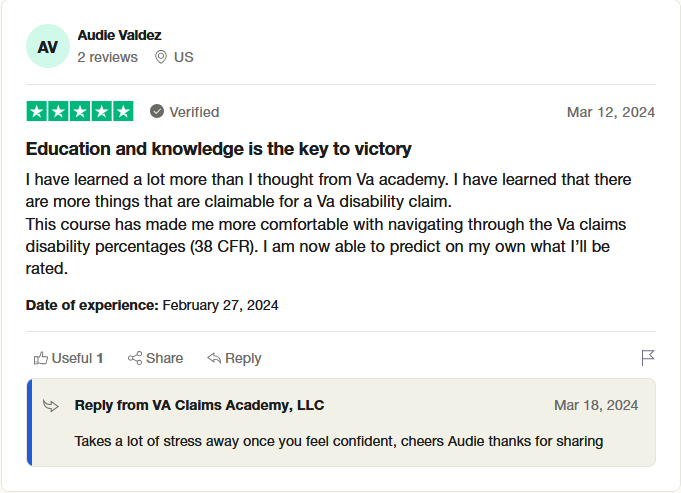 AV
Audie Valdez
2 reviews US
Verified Mar 12, 2024
Education and knowledge is the key to victory
I have learned a lot more than I thought from Va academy. I have learned that there
are more things that are claimable for a Va disability claim.
This course has made me more comfortable with navigating through the Va claims
disability percentages (38 CFR). I am now able to predict on my own what I’ll be
rated.
Date of experience: February 27, 2024
Useful 1 Share Reply
Reply from VA Claims Academy, LLC Mar 18, 2024
Takes a lot of stress away once you feel confident, cheers Audie thanks for sharing